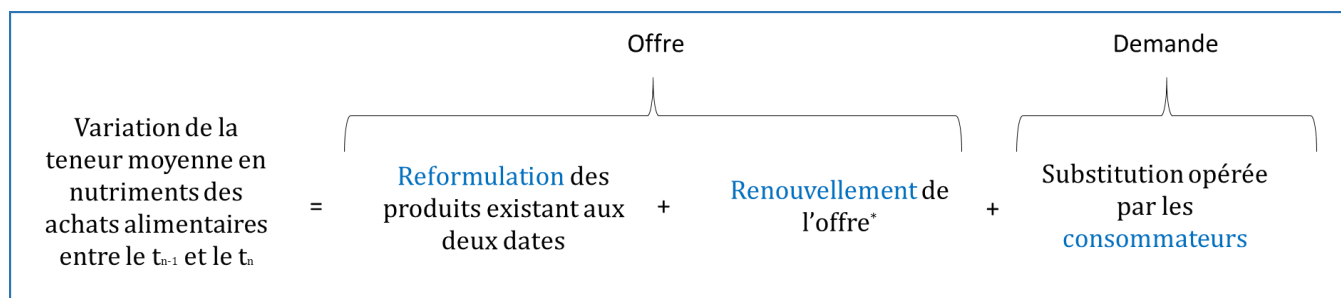 Offre
Demande
Variation de la
teneur moyenne en
nutriments des
achats alimentaires
entre le tn-1 et le tn
=
Reformulation des
produits existant aux
deux dates
+
Renouvellement de
l'offre*
+
Substitution opérée
par les
consommateurs